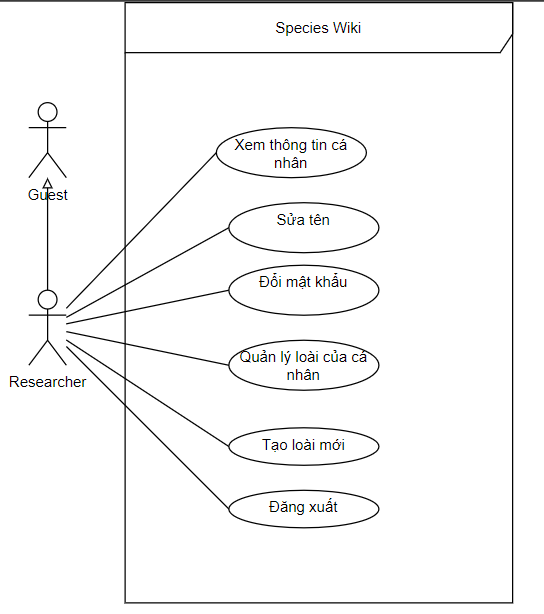 Species Wiki
Xem thông tin cá
nhân
Guest
Sửa tên
Đổi mật khẩu
Quản lý loài của cá
nhân
Researcher
Tạo loài mới
Đăng xuất